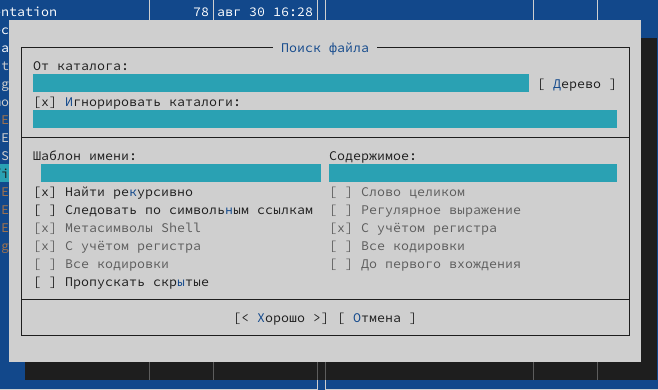 ntation 78 авг 30 16:28
Поиск файла
От каталога:
[ Дерево ]
[x] Игнорировать каталоги:
Шаблон имени: Содержимое:
[x] Найти рекурсивно [ ] Слово целиком
[ ] Следовать по символьным ссылкам [ ] Регулярное выражение
[x] Метасимволы Shell [x] С учётом регистра
[x] С учётом регистра [ ] Все кодировки
[ ] Все кодировки [ ] До первого вхождения
[ ] Пропускать скрытые
[< Хорошо >] [ Отмена ]